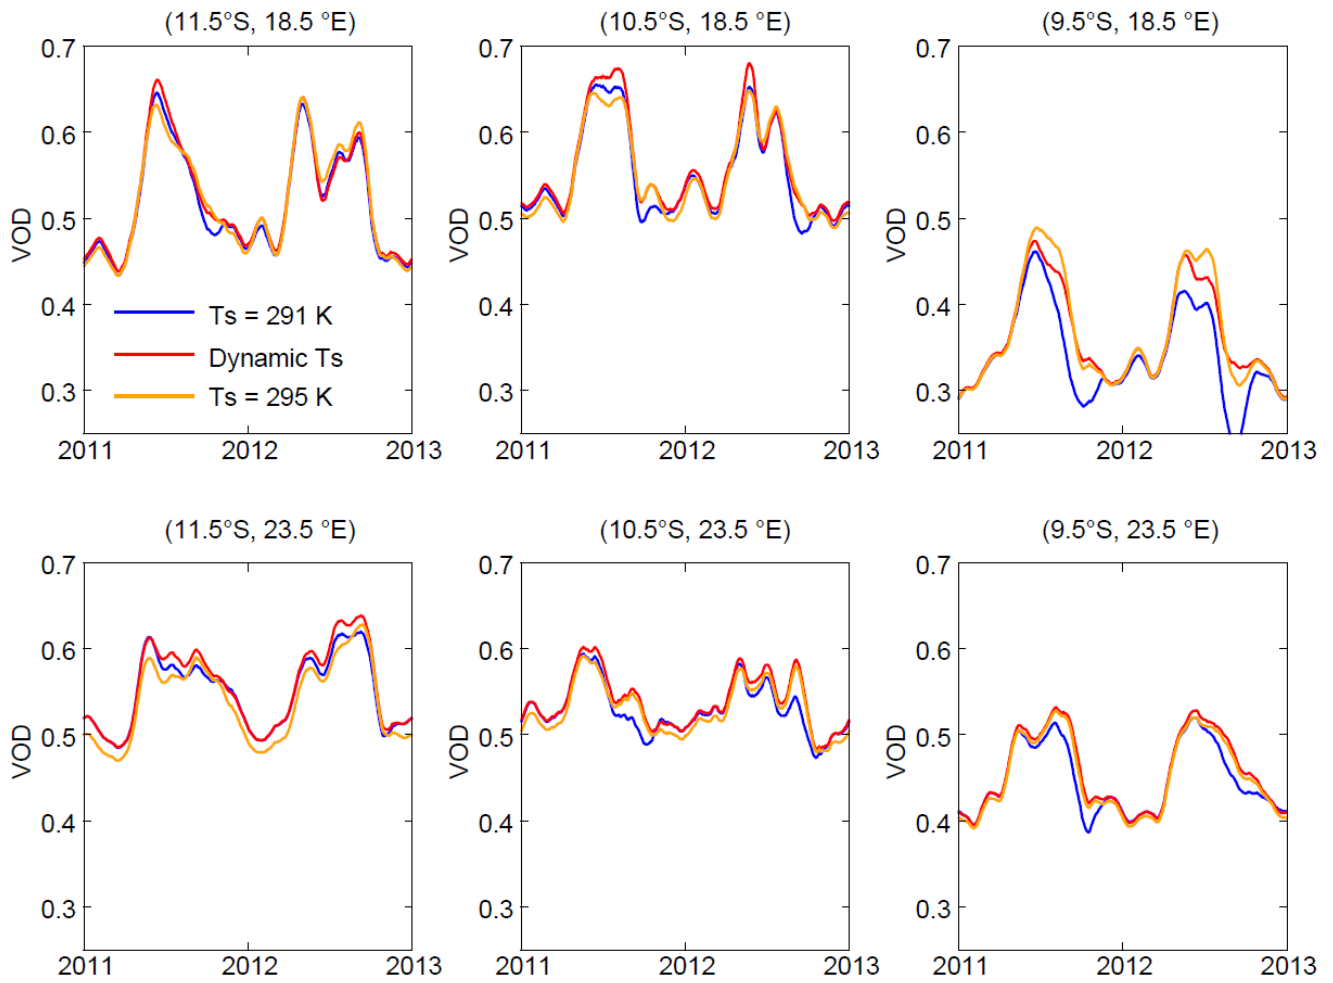 (11.5°S, 18.5 °E) (10.5°S, 18.5 °E) (9.5°S, 18.5 °E)
0.7 0.7 0.7
0.6 0.6 0.6
0.5 0.5 0.5
0.4 0.4 0.4
0.3 0.3 0.3
VOD VOD VOD
Ts = 291 K
Dynamic Ts
Ts = 295 K
2011 2012 2013 2011 2012 2013 2011 2012 2013
(11.5°S, 23.5 °E) (10.5°S, 23.5 °E) (9.5°S, 23.5 °E)
0.7 0.7 0.7
0.6 0.6 0.6
0.5 0.5 0.5
0.4 0.4 0.4
0.3 0.3 0.3
VOD VOD VOD
2011 2012 2013 2011 2012 2013 2011 2012 2013